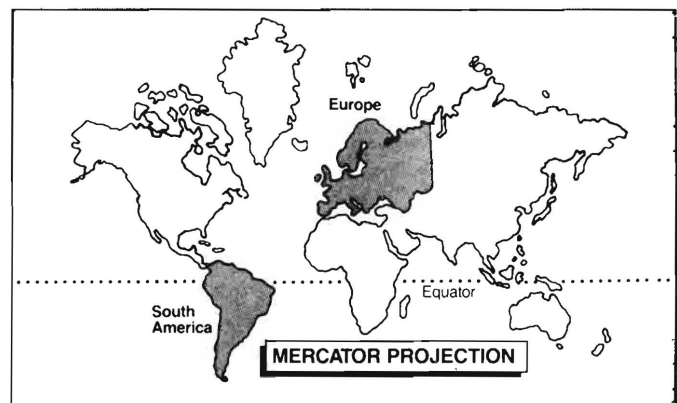 Europe
Equator
South
America
MERCATOR PROJECTION